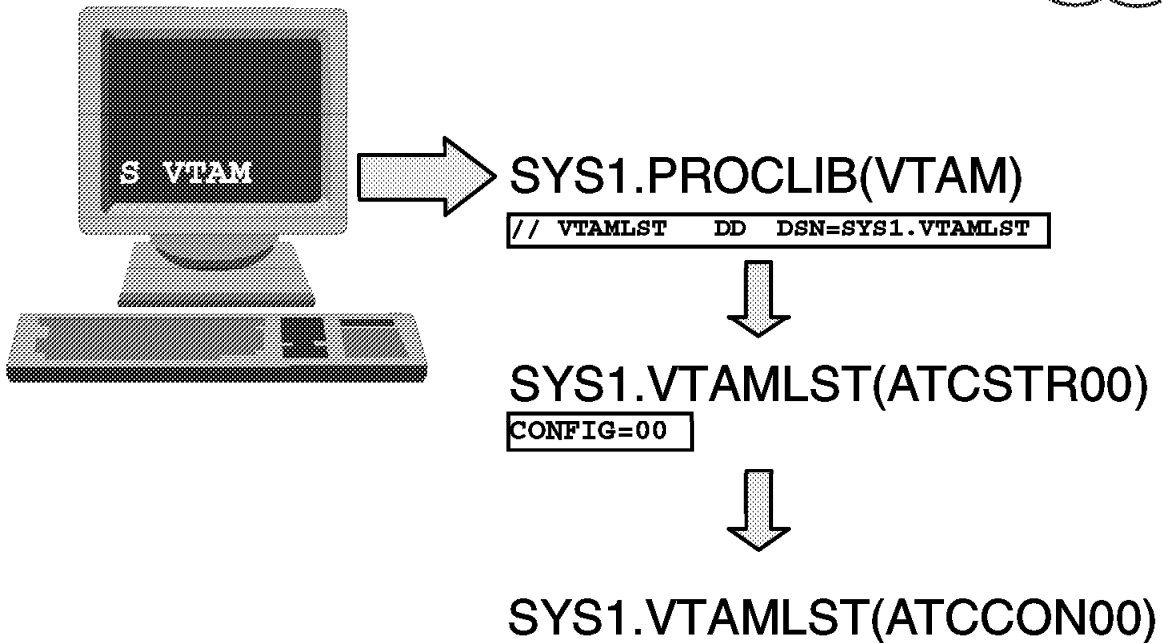 S VTAM
SYS1.PROCLIB(VTAM)
// VTAMLST DD DSN=SYS1.VTAMLST
SYS1.VTAMLST(ATCSTR00)
CONFIG=00
SYS1.VTAMLST(ATCCON00)